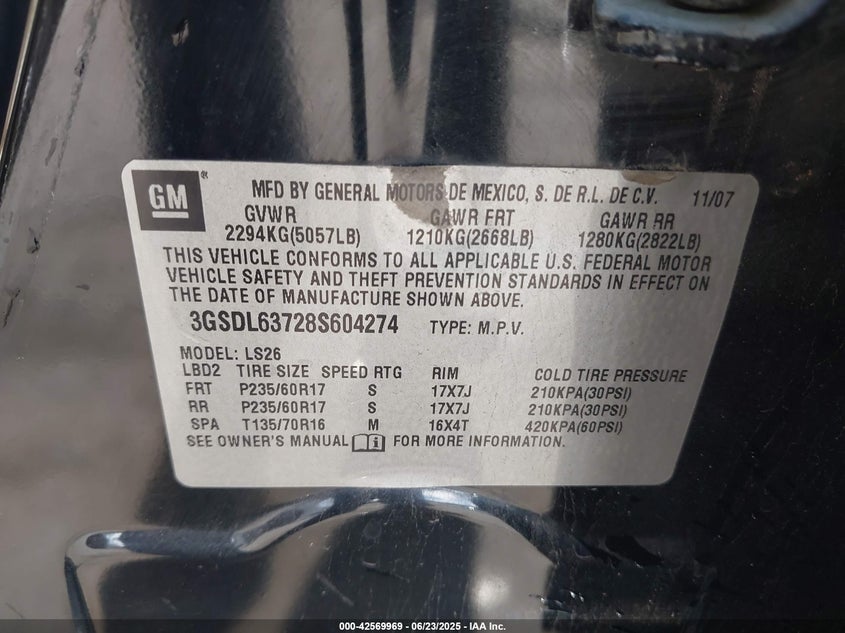 GM ® MFD BY GENERAL MOTORS DE MEXICO, S. DE R.L. DE C.V. 11/07
GVWR GAWR FRT GAWR RR
2294KG(5057LB) 1210KG(2668LB) 1280KG(2822LB)
THIS VEHICLE CONFORMS TO ALL APPLICABLE U.S. FEDERAL MOTOR
VEHICLE SAFETY AND THEFT PREVENTION STANDARDS IN EFFECT ON
THE DATE OF MANUFACTURE SHOWN ABOVE.
3GSDL63728S604274 TYPE: M.P.V.
MODEL: LS26
LBD2 TIRE SIZE SPEED RTG RIM COLD TIRE PRESSURE
FRT P235/60R17 S 17X7J 210KPA(30PSI)
RR P235/60R17 S 17X7J 210KPA(30PSI)
SPA T135/70R16 M 16X4T 420KPA(60PSI)
SEE OWNER'S MANUAL FOR MORE INFORMATION.
000-42569969 - 06/23/2025 - IAA Inc.